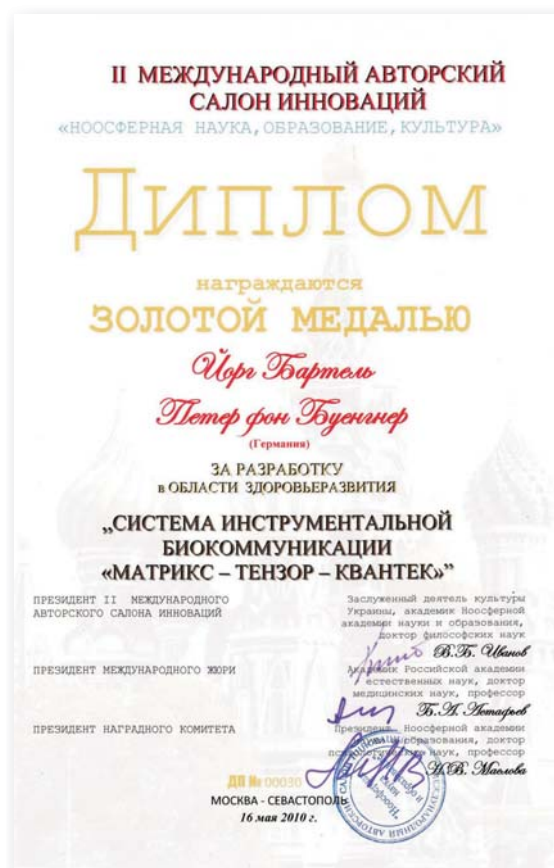 II МЕЖДУНАРОДНЫЙ АВТОРСКИЙ
САЛОН ИННОВАЦИЙ
«НООСФЕРНАЯ НАУКА, ОБРАЗОВАНИЕ, КУЛЬТУРА»
ДИПЛОМ
награждаются
ЗОЛОТОЙ МЕДАЛЬЮ
Йорг Бартель
Петер фон Буенгнер
(Германия)
ЗА РАЗРАБОТКУ
в ОБЛАСТИ ЗДОРОВЬЕРАЗВИТИЯ
„СИСТЕМА ИНСТРУМЕНТАЛЬНОЙ
БИОКОММУНИКАЦИИ
«МАТРИКС – ТЕНЗОР – КВАНТЕК»”
ПРЕЗИДЕНТ II МЕЖДУНАРОДНОГО
АВТОРСКОГО САЛОНА ИННОВАЦИЙ
Заслуженный деятель культуры
Украины, академик Ноосферной
академии науки и образования,
доктор философских наук
В.Б. Иванов
ПРЕЗИДЕНТ МЕЖДУНАРОДНОГО ЖЮРИ
Академик Российской академии
естественных наук, доктор
медицинских наук, профессор
Б.А. Астафьев
ПРЕЗИДЕНТ НАГРАДНОГО КОМИТЕТА
Президент Ноосферной академии
образования, доктор
наук, профессор
Н.В. Маслова
ДП № 00030
МОСКВА - СЕВАСТОПОЛЬ
16 мая 2010 г.